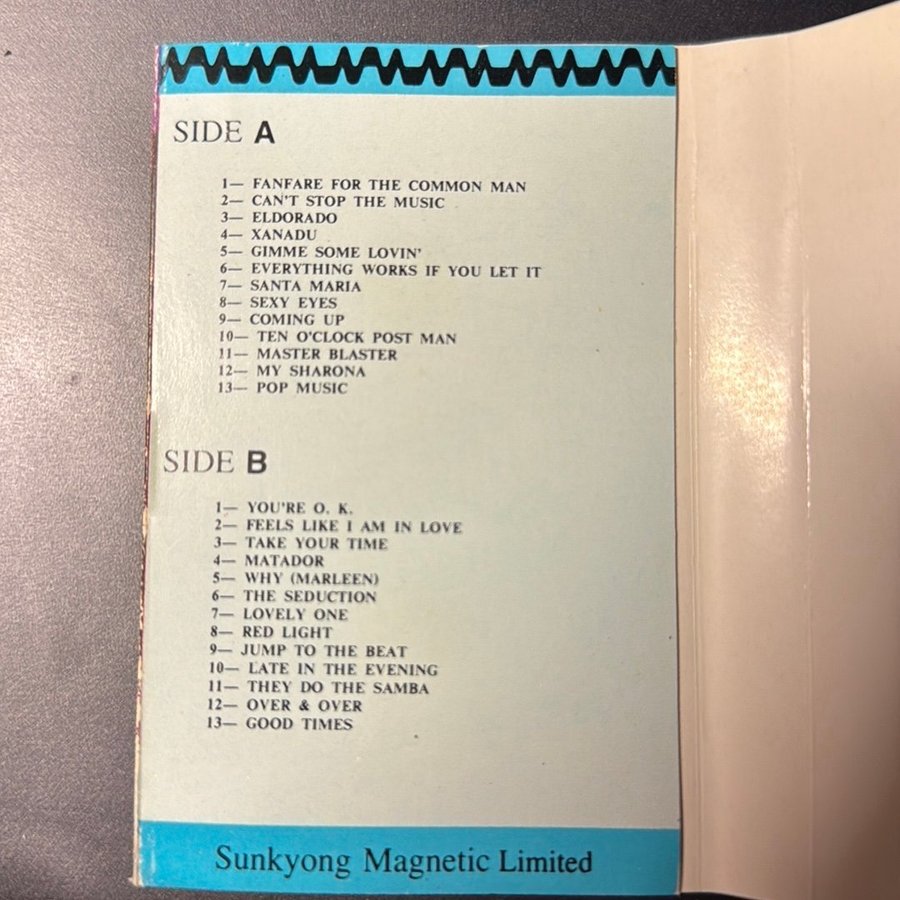 SIDE A
1— FANFARE FOR THE COMMON MAN
2— CAN'T STOP THE MUSIC
3— ELDORADO
4— XANADU
5— GIMME SOME LOVIN'
6— EVERYTHING WORKS IF YOU LET IT
7— SANTA MARIA
8— SEXY EYES
9— COMING UP
10— TEN O'CLOCK POST MAN
11— MASTER BLASTER
12— MY SHARONA
13— POP MUSIC
SIDE B
1— YOU'RE O. K.
2— FEELS LIKE I AM IN LOVE
3— TAKE YOUR TIME
4— MATADOR
5— WHY (MARLEEN)
6— THE SEDUCTION
7— LOVELY ONE
8— RED LIGHT
9— JUMP TO THE BEAT
10— LATE IN THE EVENING
11— THEY DO THE SAMBA
12— OVER & OVER
13— GOOD TIMES
Sunkyong Magnetic Limited